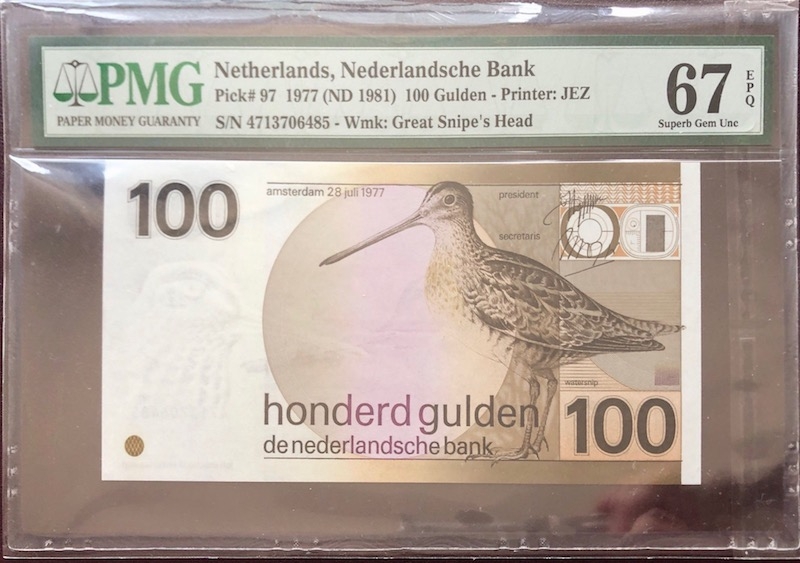 PMG
PAPER MONEY GUARANTY
Netherlands, Nederlandsche Bank
Pick# 97 1977 (ND 1981) 100 Gulden - Printer: JEZ
S/N 4713706485 - Wmk: Great Snipe's Head
67 EPQ
Superb Gem Unc
100
amsterdam 28 juli 1977
president
secretaris
watersnip
honderd gulden
de nederlandsche bank
100